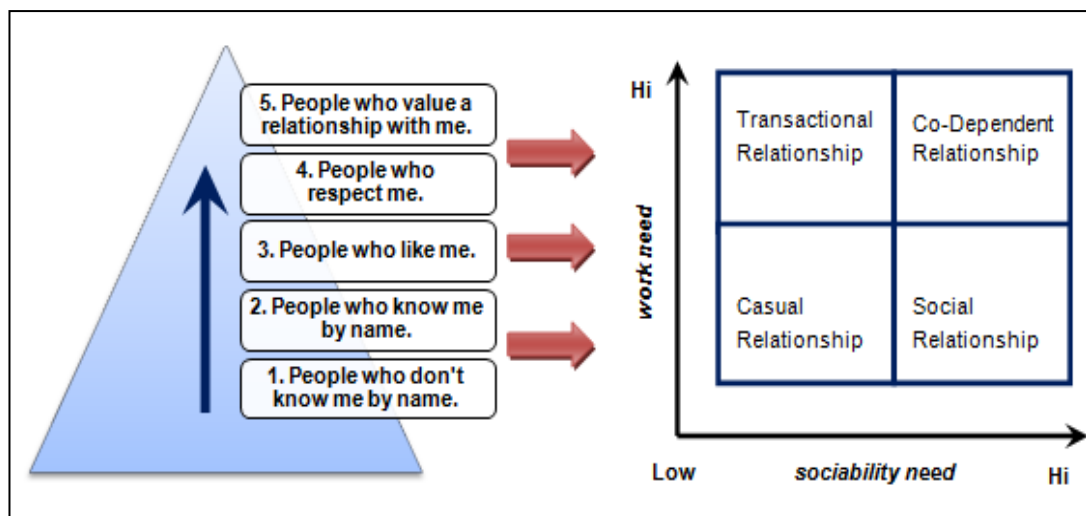 5. People who value a
relationship with me.
4. People who
respect me.
3. People who like me.
2. People who know me
by name.
1. People who don't
know me by name.
Hi
work need
Transactional
Relationship
Co-Dependent
Relationship
Casual
Relationship
Social
Relationship
Low
sociability need
Hi